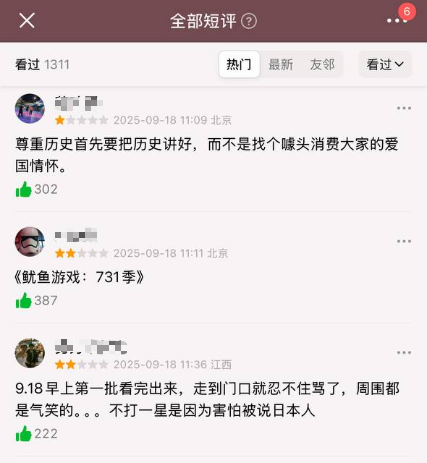 6
全部短评 ?
看过 1311
热门 最新 友邻
看过
2025-09-18 11:09 北京
尊重历史首先要把历史讲好，而不是找个噱头消费大家的爱
国情怀。
302
2025-09-18 11:11 北京
《鱿鱼游戏：731季》
387
2025-09-18 11:36 江西
9.18早上第一批看完出来，走到门口就忍不住骂了，周围都
是气笑的。。。不打一星是因为害怕被说日本人
222